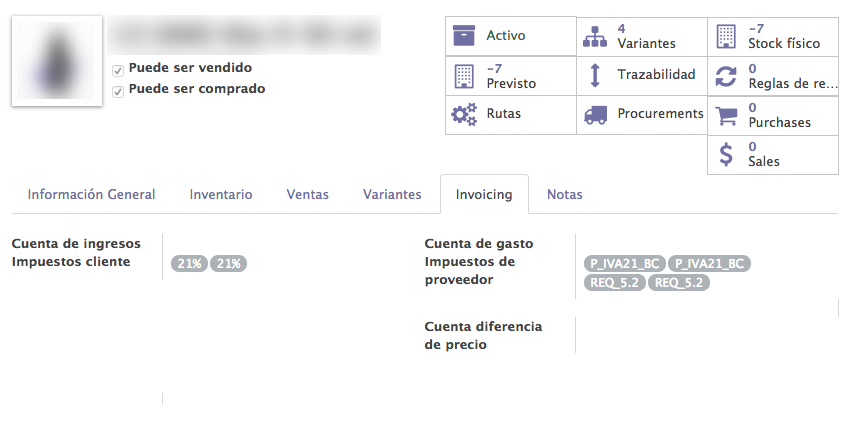 Puede ser vendido
Puede ser comprado
Activo
4
Variantes
-7
Stock físico
-7
Previsto
Trazabilidad
0
Reglas de re...
Rutas
Procurements
0
Purchases
0
Sales
Información General
Inventario
Ventas
Variantes
Invoicing
Notas
Cuenta de ingresos
Impuestos cliente
21% 21%
Cuenta de gasto
Impuestos de
proveedor
P_IVA21_BC P_IVA21_BC
REQ_5.2 REQ_5.2
Cuenta diferencia
de precio